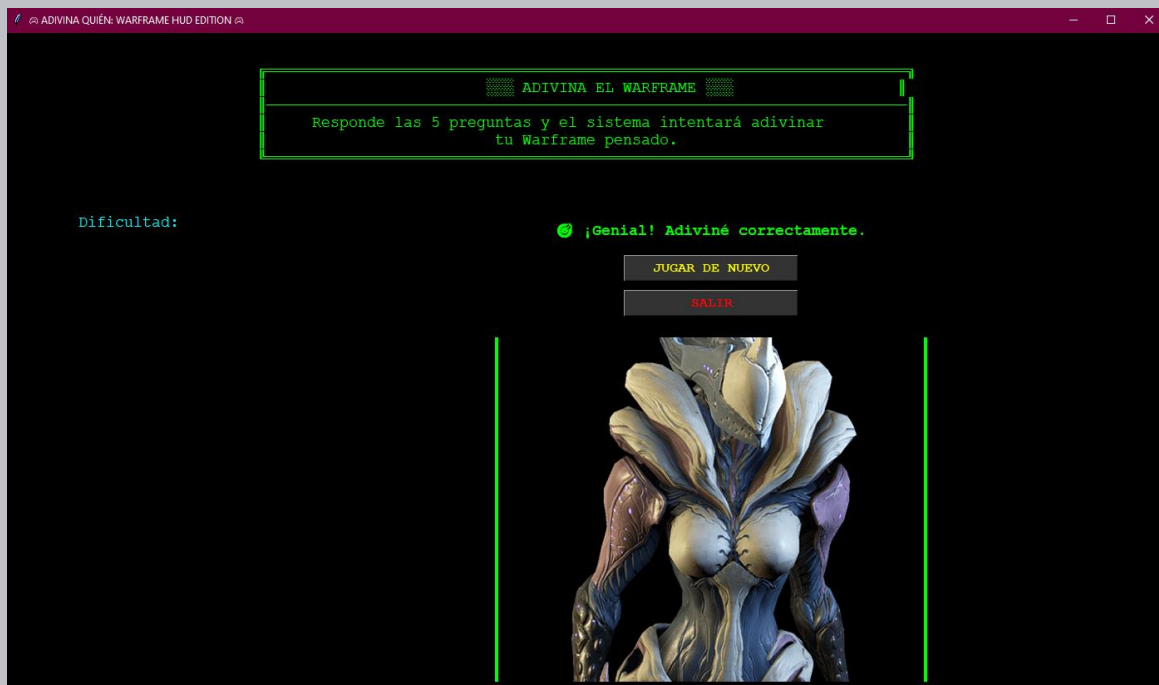 ADIVINA QUIÉN: WARFRAME HUD EDITION
░░░ ADIVINA EL WARFRAME ░░░
Responde las 5 preguntas y el sistema intentará adivinar
tu Warframe pensado.
Dificultad:
¡Genial! Adiviné correctamente.
JUGAR DE NUEVO
SALIR